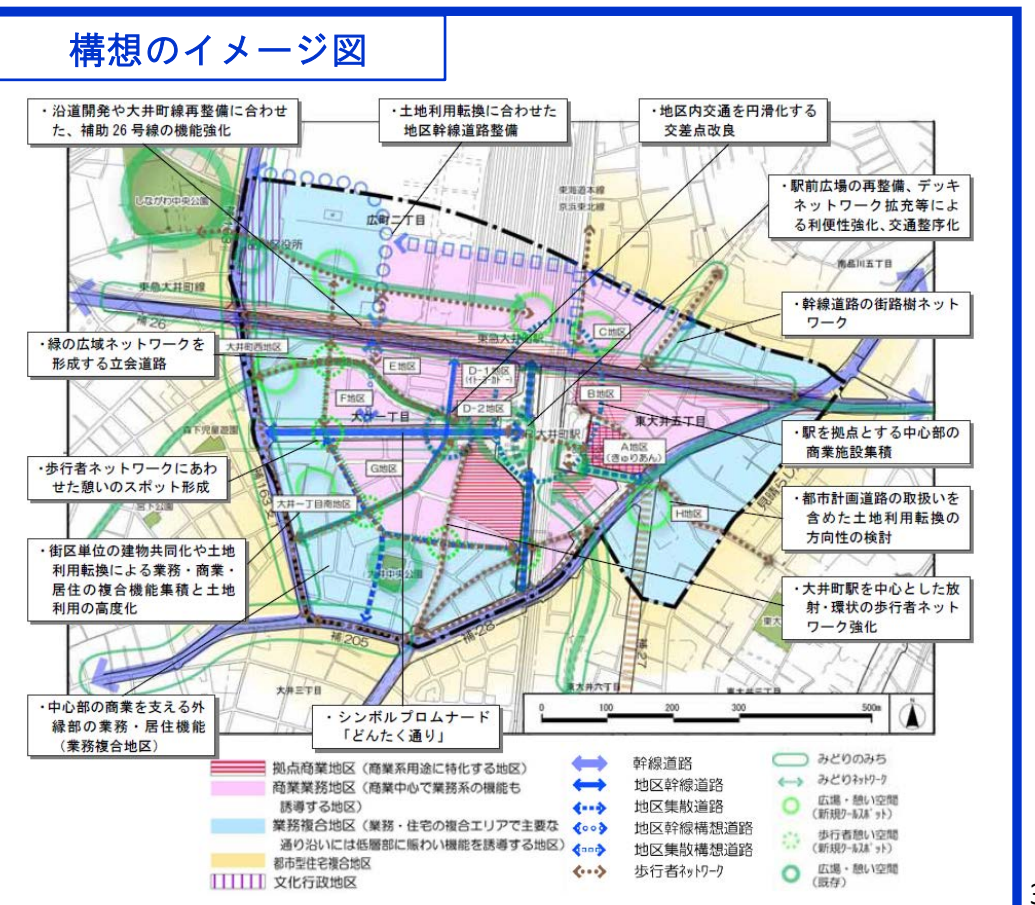 構想のイメージ図
・沿道開発や大井町線再整備に合わせ
た、補助26号線の機能強化
・土地利用転換に合わせた
地区幹線道路整備
・地区内交通を円滑化する
交差点改良
・駅前広場の再整備、デッキ
ネットワーク拡充等によ
る利便性強化、交通整序化
しながわ中央公園
東海道本線
京浜東北線
広町二丁目
区役所
南品川五丁目
東急大井町線
補26
・幹線道路の街路樹ネット
ワーク
・緑の広域ネットワークを
形成する立会道路
大井町西地区
C地区
E地区
D-1地区
(イトーヨーカドー)
F地区
B地区
D-2地区
大井一丁目
東大井五丁目
森下児童遊園
大井町駅
A地区
(きゅりあん)
・駅を拠点とする中心部の
商業施設集積
・歩行者ネットワークにあわ
せた憩いのスポット形成
G地区
大井一丁目南地区
H地区
・都市計画道路の取扱いを
含めた土地利用転換の
方向性の検討
・街区単位の建物共同化や土地
利用転換による業務・商業・
居住の複合機能集積と土地
利用の高度化
大井中央公園
・大井町駅を中心とした放
射・環状の歩行者ネット
ワーク強化
補205
補28
補27
大井三丁目
・中心部の商業を支える外
縁部の業務・居住機能
(業務複合地区)
・シンボルプロムナード
「どんたく通り」
0 100 200 300 500m
拠点商業地区（商業系用途に特化する地区）
商業業務地区（商業中心で業務系の機能も
誘導する地区）
業務複合地区（業務・住宅の複合エリアで主要な
通り沿いには低層部に賑わい機能を誘導する地区）
都市型住宅複合地区
文化行政地区
幹線道路
地区幹線道路
地区集散道路
地区幹線構想道路
地区集散構想道路
歩行者ネットワーク
みどりのみち
みどりネットワーク
広場・憩い空間
(新規クールスポット)
歩行者憩い空間
(新規クールスポット)
広場・憩い空間
(既存)